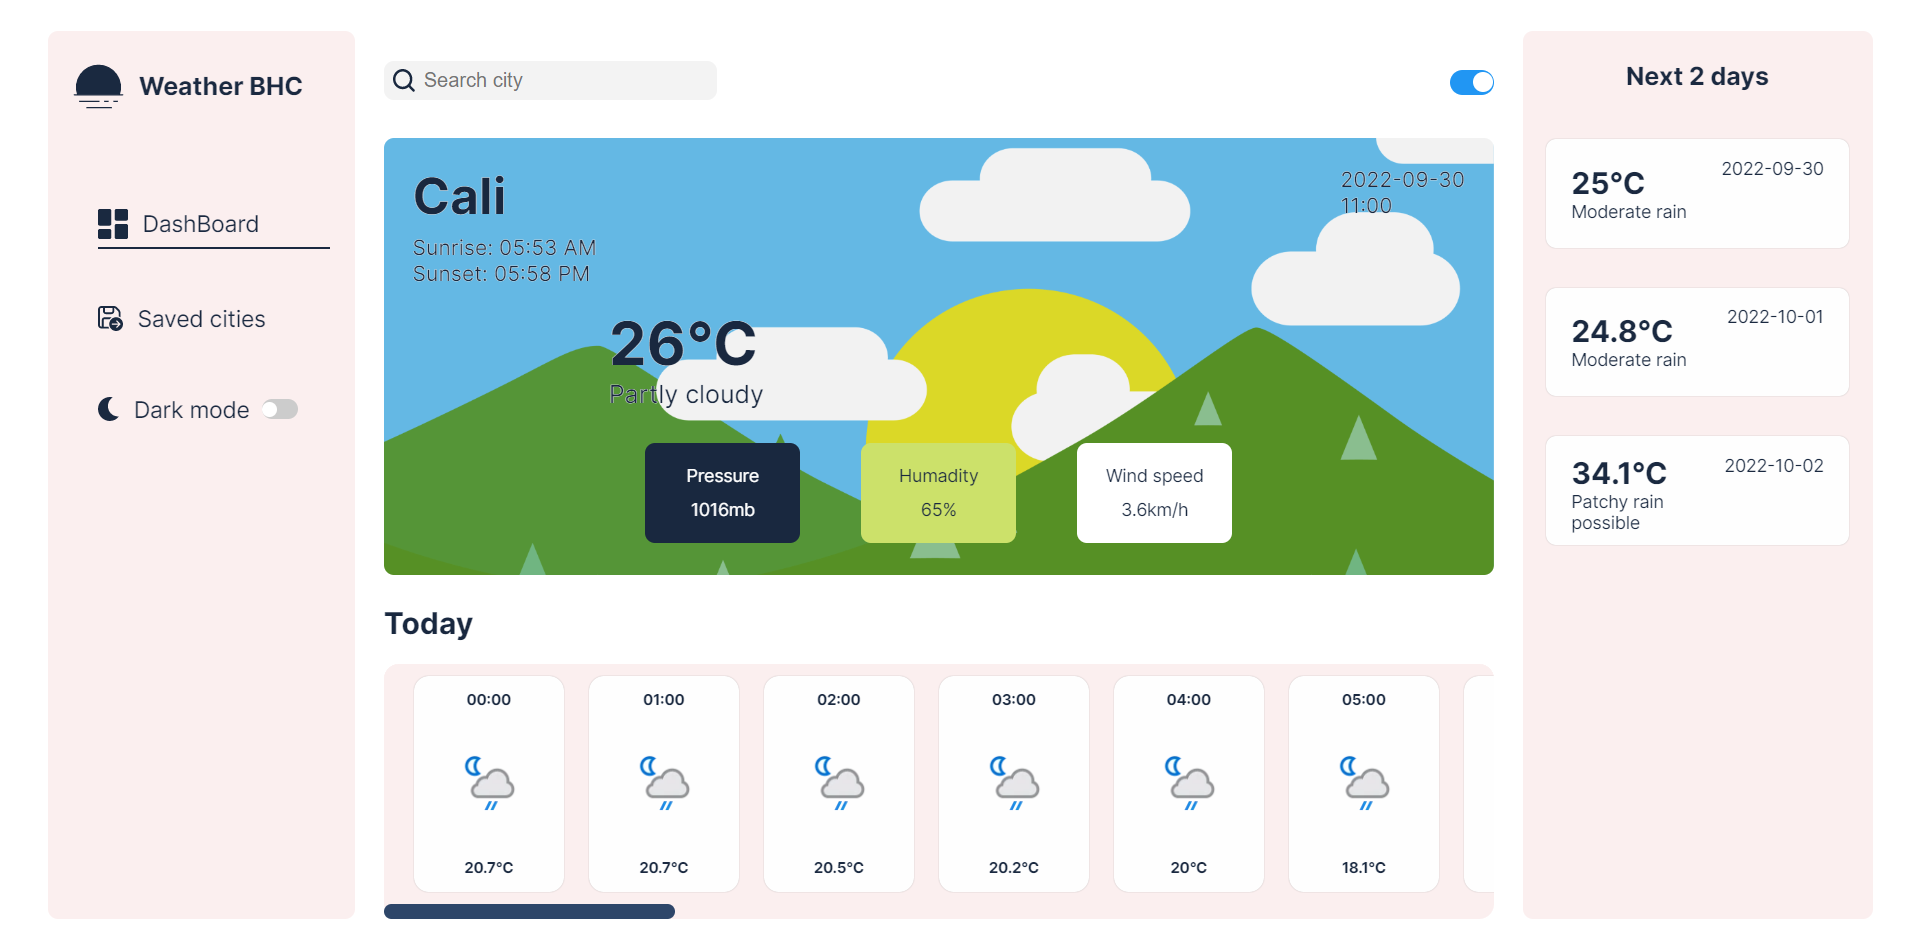 Weather BHC
DashBoard
Saved cities
Dark mode
Search city
Cali
Sunrise: 05:53 AM
Sunset: 05:58 PM
2022-09-30
11:00
26°C
Partly cloudy
Pressure
1016mb
Humadity
65%
Wind speed
3.6km/h
Today
00:00
20.7°C
01:00
20.7°C
02:00
20.5°C
03:00
20.2°C
04:00
20°C
05:00
18.1°C
Next 2 days
25°C
2022-09-30
Moderate rain
24.8°C
2022-10-01
Moderate rain
34.1°C
2022-10-02
Patchy rain
possible